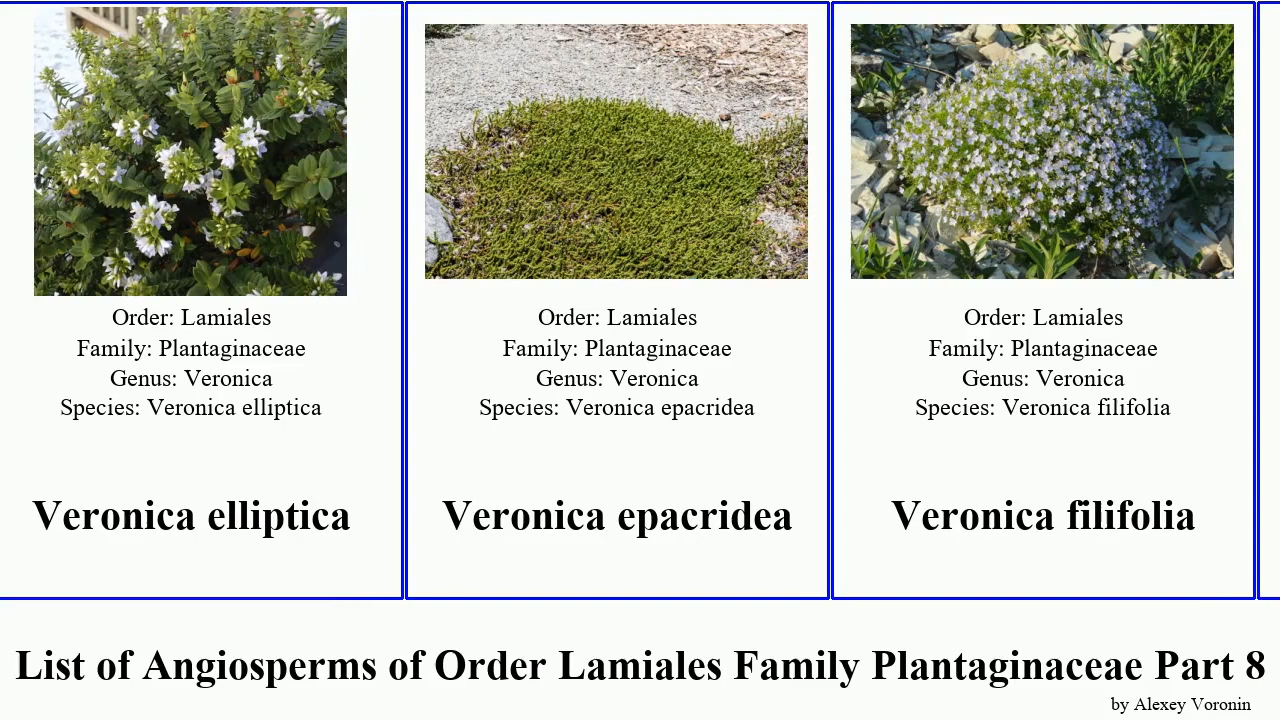 Order: Lamiales
Family: Plantaginaceae
Genus: Veronica
Species: Veronica elliptica
Veronica elliptica
Order: Lamiales
Family: Plantaginaceae
Genus: Veronica
Species: Veronica epacridea
Veronica epacridea
Order: Lamiales
Family: Plantaginaceae
Genus: Veronica
Species: Veronica filifolia
Veronica filifolia
List of Angiosperms of Order Lamiales Family Plantaginaceae Part 8
by Alexey Voronin